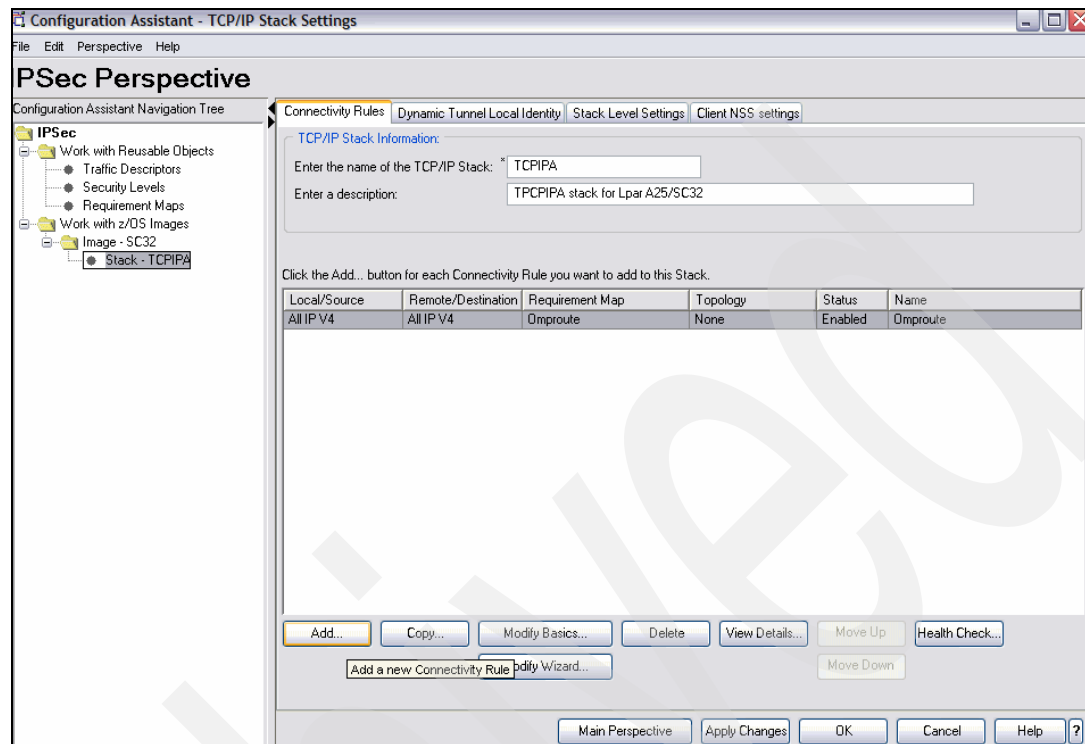 Configuration Assistant - TCP/IP Stack Settings
File Edit Perspective Help
IPSec Perspective
Configuration Assistant Navigation Tree
IPSec
Work with Reusable Objects
Traffic Descriptors
Security Levels
Requirement Maps
Work with z/OS Images
Image - SC32
Stack - TCPIPA
Connectivity Rules Dynamic Tunnel Local Identity Stack Level Settings Client NSS settings
TCP/IP Stack Information:
Enter the name of the TCP/IP Stack: * TCPIPA
Enter a description: TPCPIPA stack for Lpar A25/SC32
Click the Add... button for each Connectivity Rule you want to add to this Stack.
Local/Source Remote/Destination Requirement Map Topology Status Name
All IP V4 All IP V4 Omproute None Enabled Omproute
Add... Copy... Modify Basics... Delete View Details... Move Up Health Check...
Add a new Connectivity Rule odify Wizard... Move Down
Main Perspective Apply Changes OK Cancel Help ?